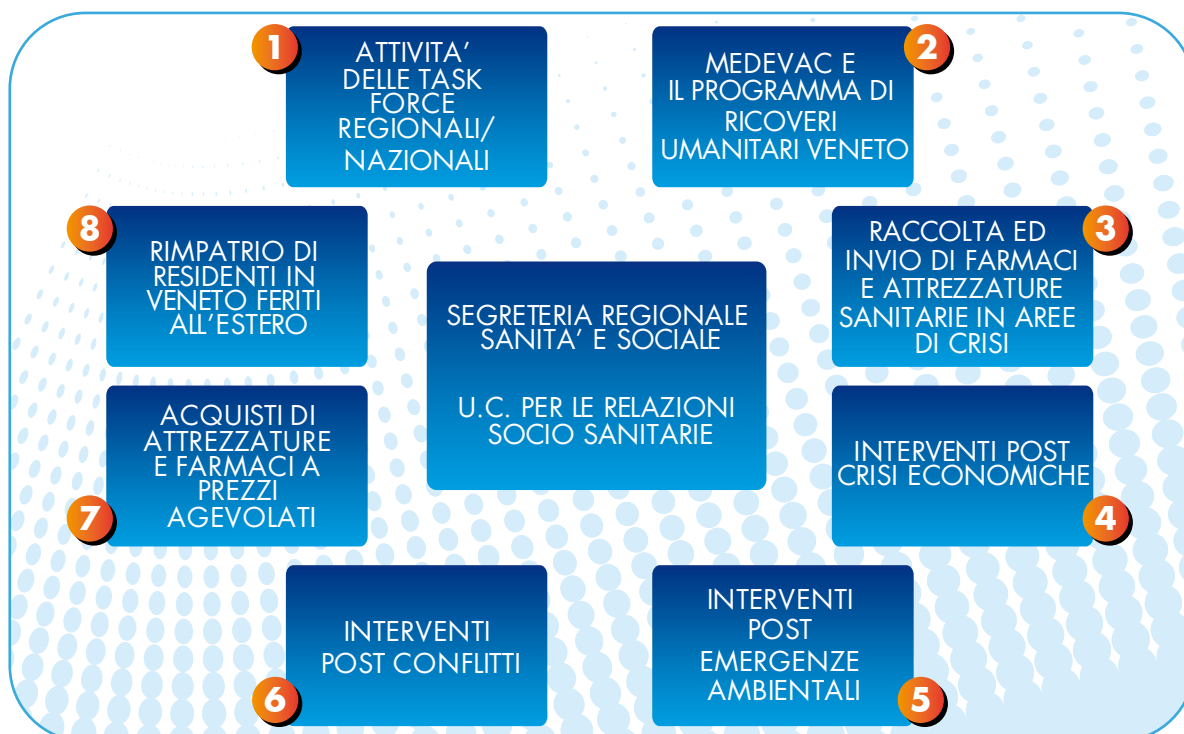 1
ATTIVITA'
DELLE TASK
FORCE
REGIONALI/
NAZIONALI
2
MEDEVAC E
IL PROGRAMMA DI
RICOVERI
UMANITARI VENETO
3
RACCOLTA ED
INVIO DI FARMACI
E ATTREZZATURE
SANITARIE IN AREE
DI CRISI
INTERVENTI POST
CRISI ECONOMICHE
4
INTERVENTI
POST
EMERGENZE
AMBIENTALI
5
INTERVENTI
POST CONFLITTI
6
ACQUISTI DI
ATTREZZATURE
E FARMACI A
PREZZI
AGEVOLATI
7
8
RIMPATRIO DI
RESIDENTI IN
VENETO FERITI
ALL'ESTERO
SEGRETERIA REGIONALE
SANITA' E SOCIALE
U.C. PER LE RELAZIONI
SOCIO SANITARIE